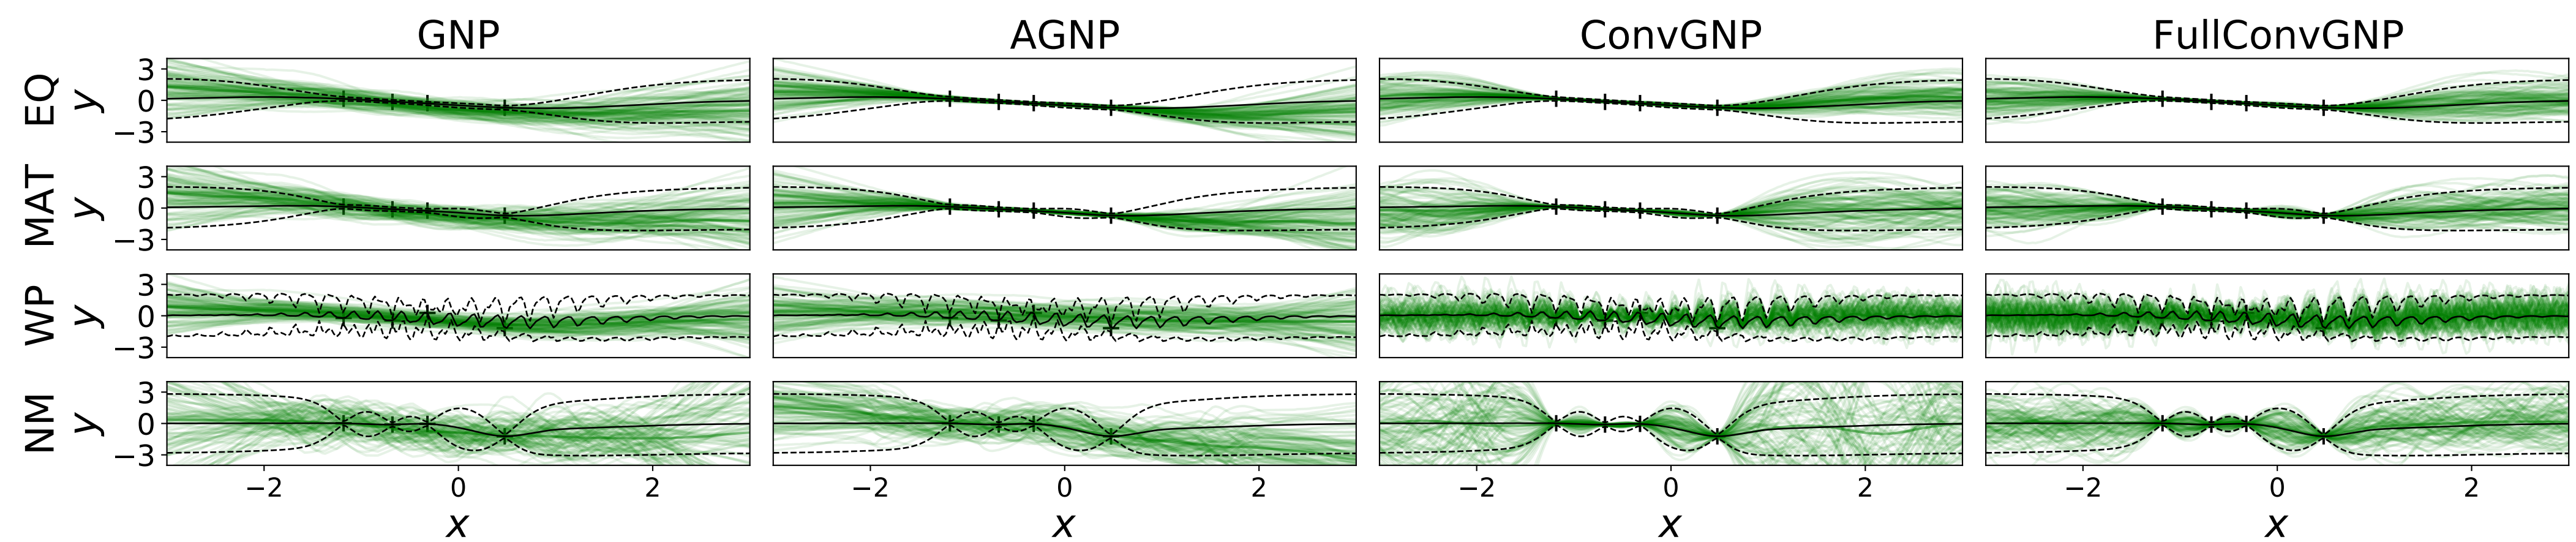 GNP AGNP ConvGNP FullConvGNP
EQ
y
3
0
−3
MAT
y
3
0
−3
WP
y
3
0
−3
NM
y
3
0
−3
−2 0 2 −2 0 2 −2 0 2 −2 0 2
x x x x